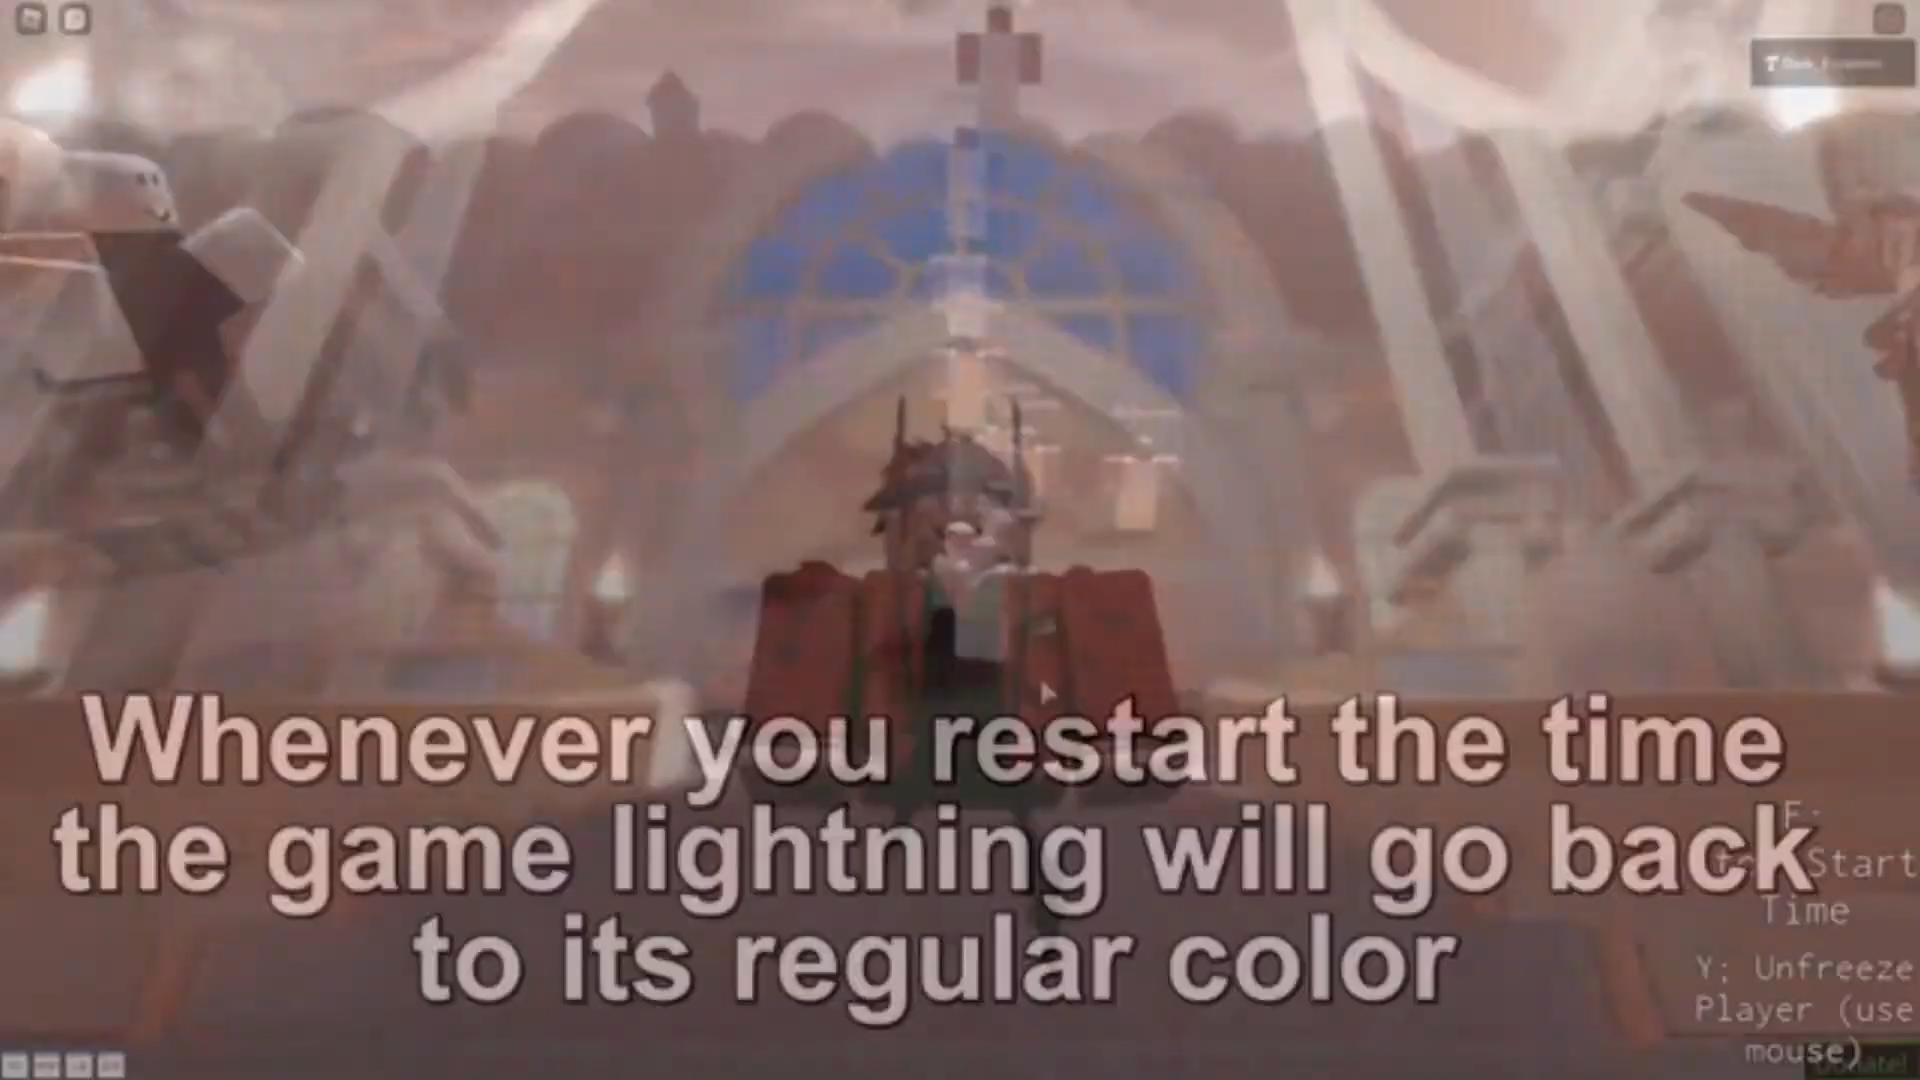 Whenever you restart the time
the game lightning will go back
to its regular color
F:
Start
Time
Y; Unfreeze
Player (use
mouse)